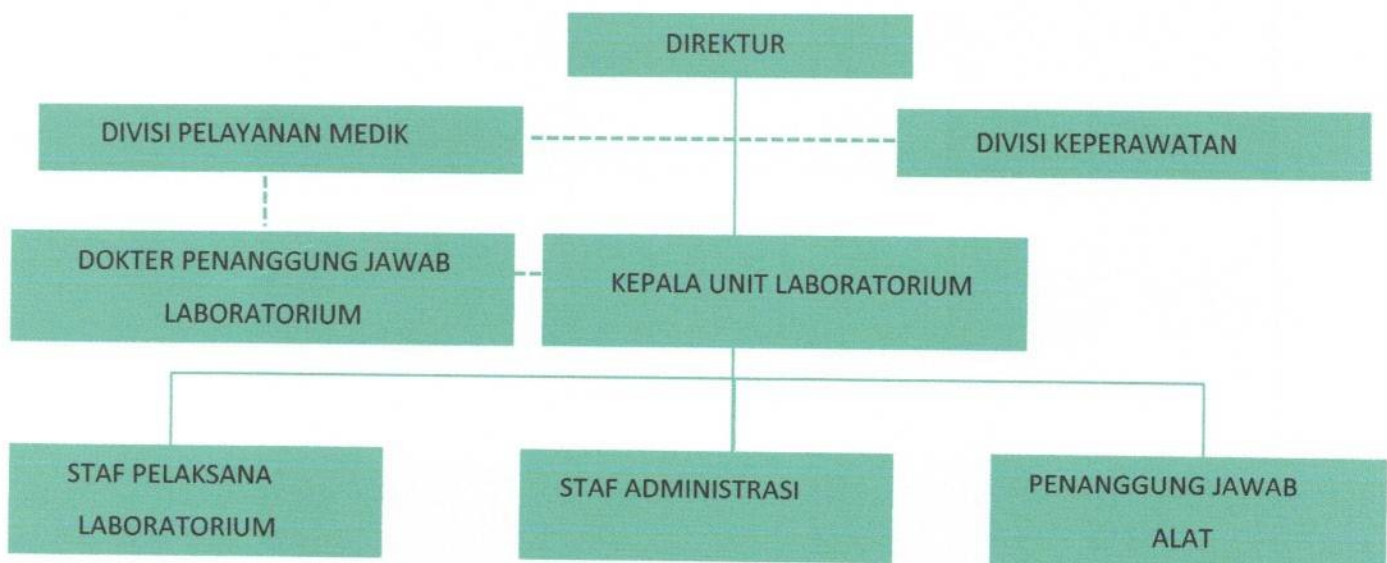 DIREKTUR
DIVISI PELAYANAN MEDIK
DIVISI KEPERAWATAN
DOKTER PENANGGUNG JAWAB
LABORATORIUM
KEPALA UNIT LABORATORIUM
STAF PELAKSANA
LABORATORIUM
STAF ADMINISTRASI
PENANGGUNG JAWAB
ALAT